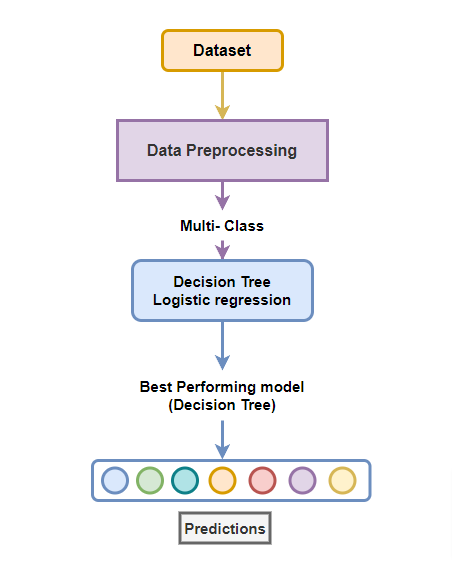 Dataset
Data Preprocessing
Multi- Class
Decision Tree
Logistic regression
Best Performing model
(Decision Tree)
Predictions